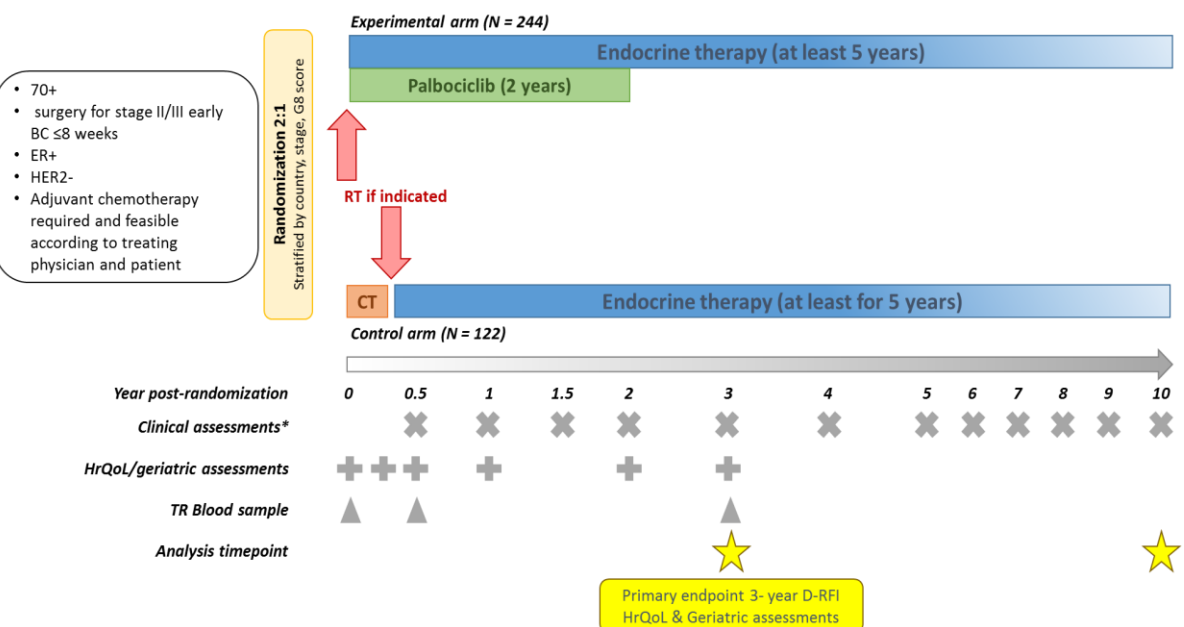 Experimental arm (N = 244)
Endocrine therapy (at least 5 years)
Palbociclib (2 years)
• 70+
• surgery for stage II/III early
BC ≤8 weeks
• ER+
• HER2-
• Adjuvant chemotherapy
required and feasible
according to treating
physician and patient
Randomization 2:1
Stratified by country, stage, G8 score
RT if indicated
CT
Endocrine therapy (at least for 5 years)
Control arm (N = 122)
Year post-randomization 0 0.5 1 1.5 2 3 4 5 6 7 8 9 10
Clinical assessments*
HrQoL/geriatric assessments
TR Blood sample
Analysis timepoint
Primary endpoint 3- year D-RFI
HrQoL & Geriatric assessments